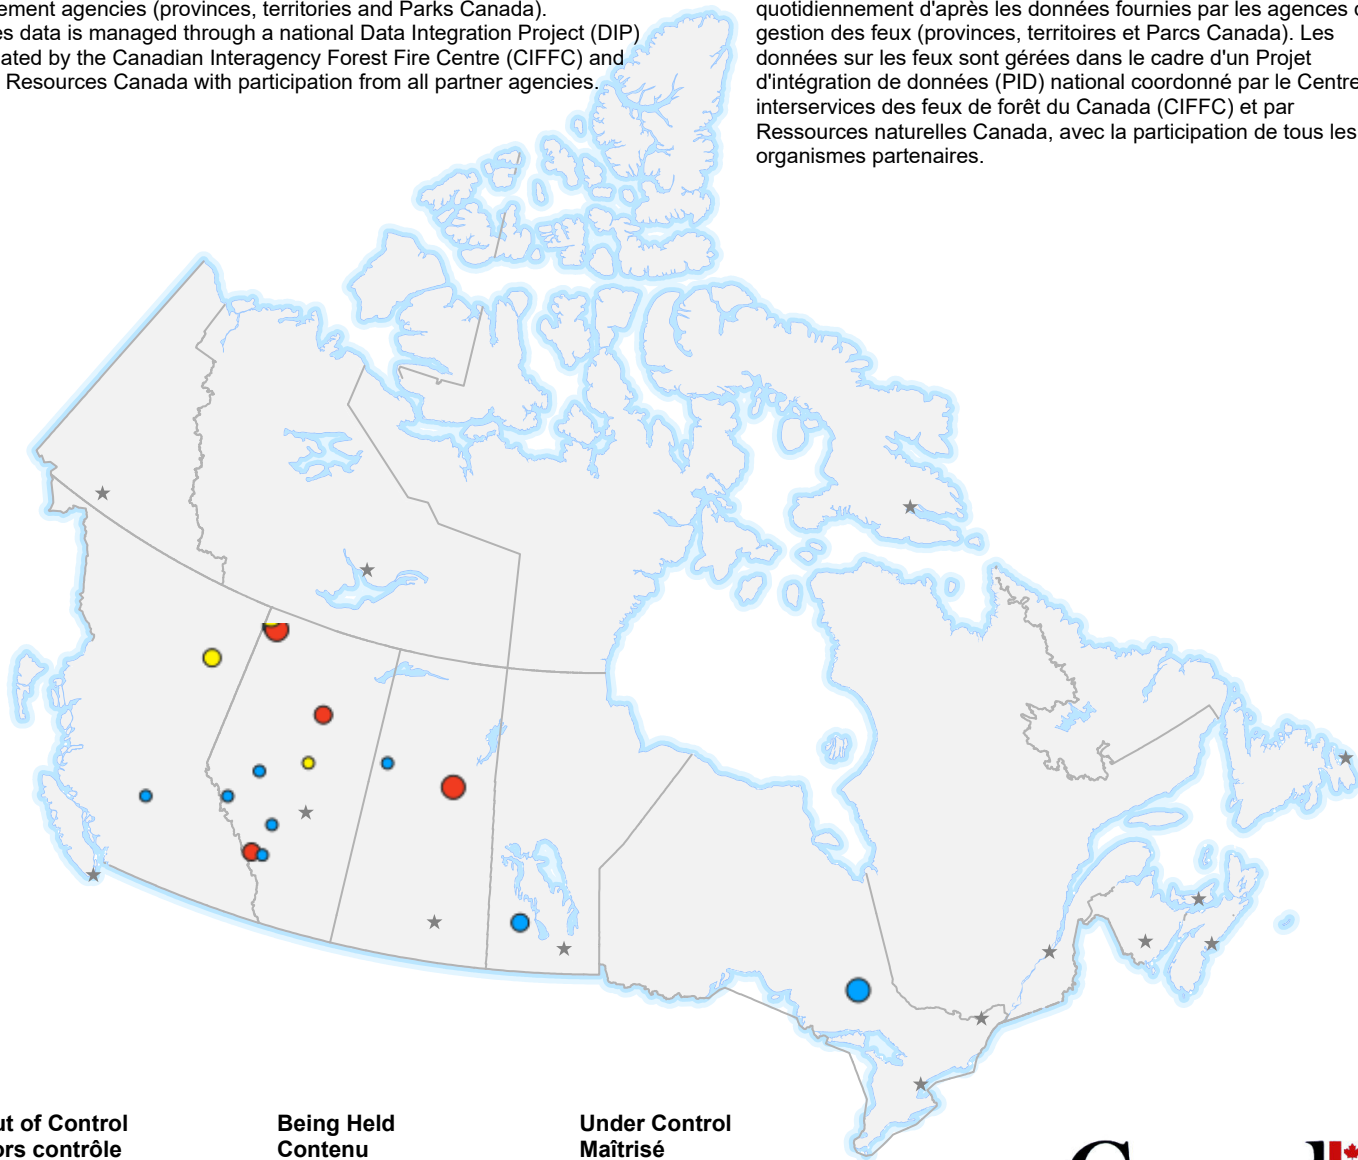 ement agencies (provinces, territories and Parks Canada).
es data is managed through a national Data Integration Project (DIP)
ated by the Canadian Interagency Forest Fire Centre (CIFFC) and
Resources Canada with participation from all partner agencies.
quotidiennement d'après les données fournies par les agences
gestion des feux (provinces, territoires et Parcs Canada). Les
données sur les feux sont gérées dans le cadre d'un Projet
d'intégration de données (PID) national coordonné par le Centre
interservices des feux de forêt du Canada (CIFFC) et par
Ressources naturelles Canada, avec la participation de tous les
organismes partenaires.
ut of Control
ors contrôle
Being Held
Contenu
Under Control
Maîtrisé